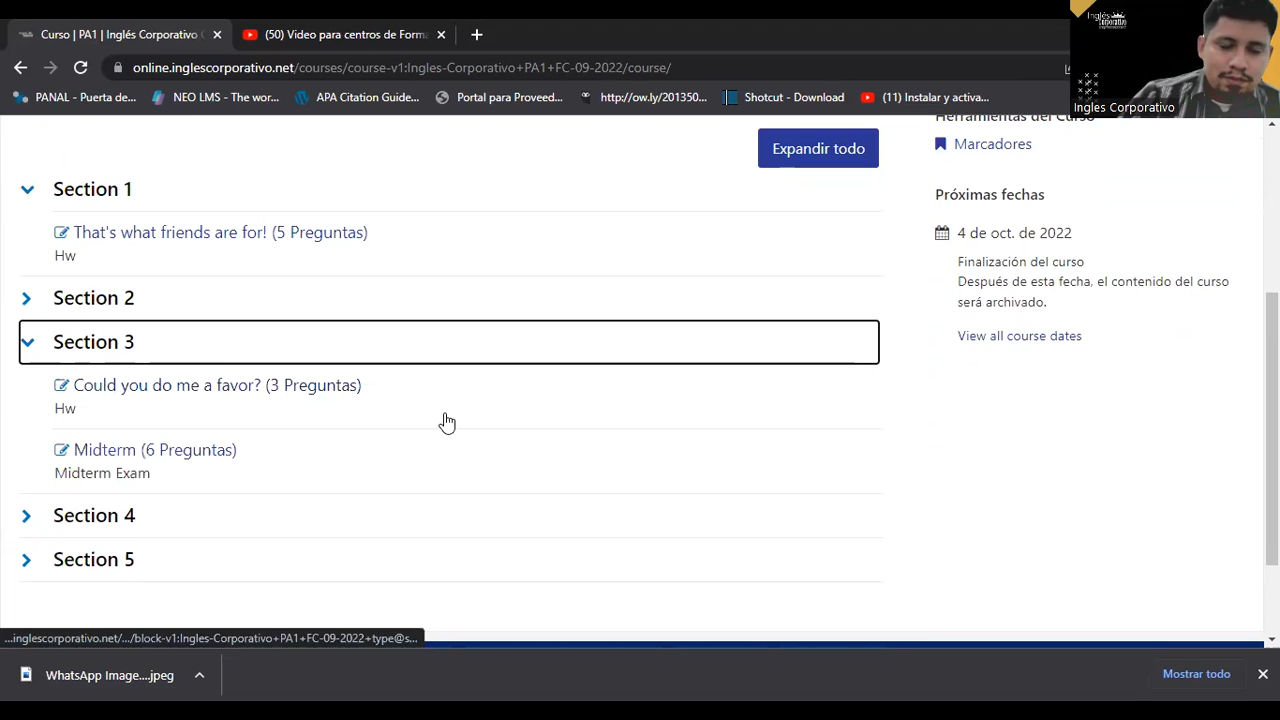 Curso | PA1 | Inglés Corporativo C
(50) Video para centros de Forma
online.inglescorporativo.net/courses/course-v1:Ingles-Corporativo+PA1+FC-09-2022/course/
PANAL - Puerta de...
NEO LMS - The wor...
APA Citation Guide...
Portal para Proveed...
http://ow.ly/201350...
Shotcut - Download
(11) Instalar y activa...
Inglés
Corporativo
Ingles Corporativo
Herramientas del Curso
Expandir todo
Marcadores
Section 1
Próximas fechas
That's what friends are for! (5 Preguntas)
Hw
4 de oct. de 2022
Finalización del curso
Después de esta fecha, el contenido del curso
será archivado.
View all course dates
Section 2
Section 3
Could you do me a favor? (3 Preguntas)
Hw
Midterm (6 Preguntas)
Midterm Exam
Section 4
Section 5
...inglescorporativo.net/.../block-v1:Ingles-Corporativo+PA1+FC-09-2022+type@s...
WhatsApp Image....jpeg
Mostrar todo